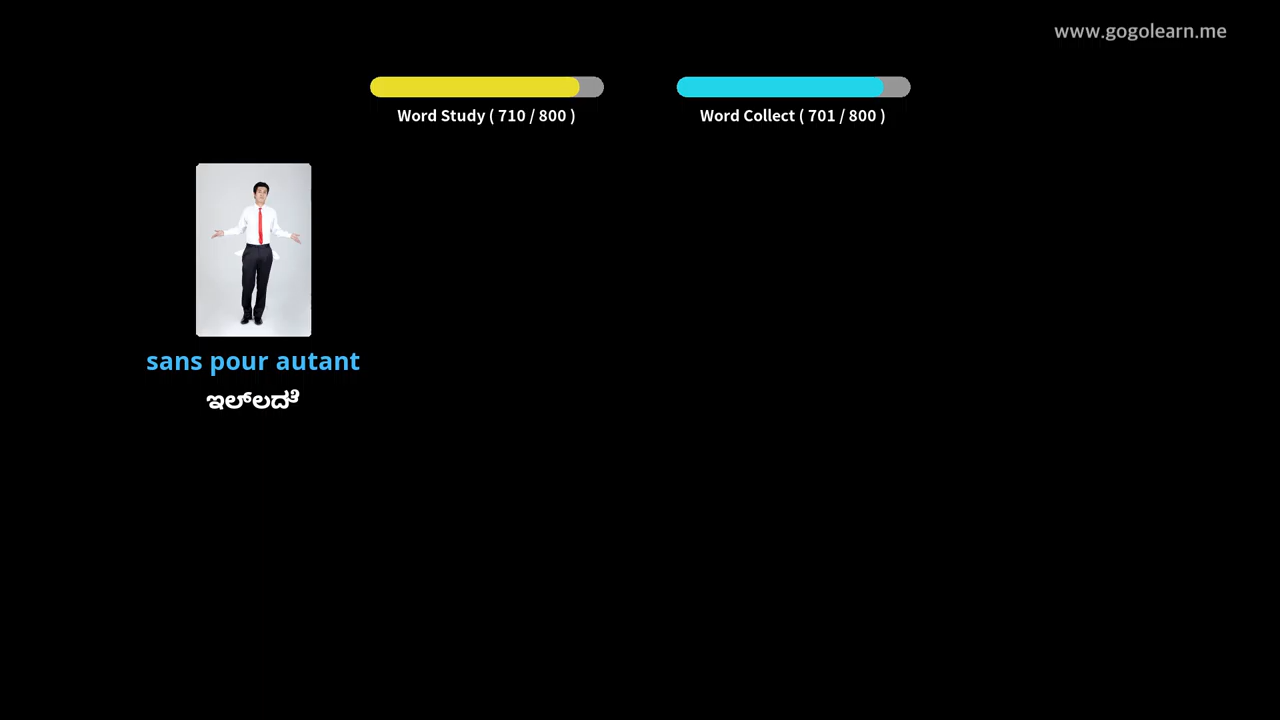 www.gogolearn.me
Word Study ( 710 / 800 )
Word Collect ( 701 / 800 )
sans pour autant
ಇಲ್ಲದೆ